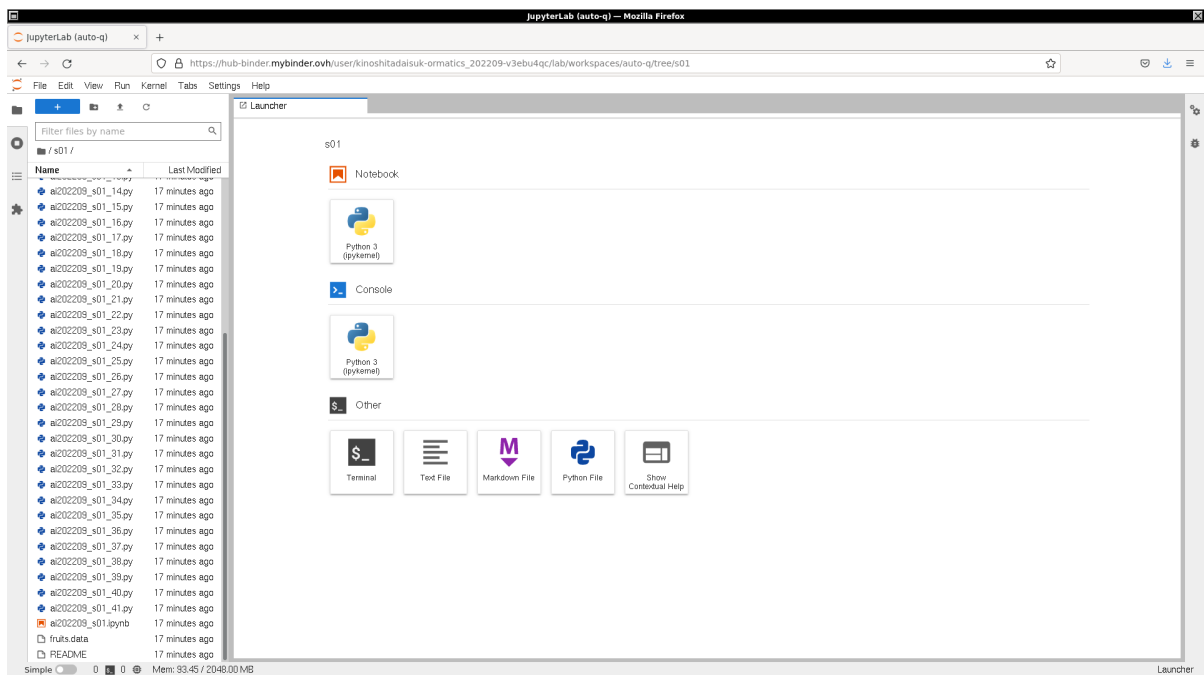 JupyterLab (auto-q) — Mozilla Firefox
JupyterLab (auto-q)
https://hub-binder.mybinder.ovh/user/kinoshitadaisuk-ormatics_202209-v3ebu4qc/lab/workspaces/auto-q/tree/s01
File Edit View Run Kernel Tabs Settings Help
Launcher
Filter files by name
/ s01 /
Name Last Modified
ai202209_s01_14.py 17 minutes ago
ai202209_s01_15.py 17 minutes ago
ai202209_s01_16.py 17 minutes ago
ai202209_s01_17.py 17 minutes ago
ai202209_s01_18.py 17 minutes ago
ai202209_s01_19.py 17 minutes ago
ai202209_s01_20.py 17 minutes ago
ai202209_s01_21.py 17 minutes ago
ai202209_s01_22.py 17 minutes ago
ai202209_s01_23.py 17 minutes ago
ai202209_s01_24.py 17 minutes ago
ai202209_s01_25.py 17 minutes ago
ai202209_s01_26.py 17 minutes ago
ai202209_s01_27.py 17 minutes ago
ai202209_s01_28.py 17 minutes ago
ai202209_s01_29.py 17 minutes ago
ai202209_s01_30.py 17 minutes ago
ai202209_s01_31.py 17 minutes ago
ai202209_s01_32.py 17 minutes ago
ai202209_s01_33.py 17 minutes ago
ai202209_s01_34.py 17 minutes ago
ai202209_s01_35.py 17 minutes ago
ai202209_s01_36.py 17 minutes ago
ai202209_s01_37.py 17 minutes ago
ai202209_s01_38.py 17 minutes ago
ai202209_s01_39.py 17 minutes ago
ai202209_s01_40.py 17 minutes ago
ai202209_s01_41.py 17 minutes ago
ai202209_s01.ipynb 17 minutes ago
fruits.data 17 minutes ago
README 17 minutes ago
s01
Notebook
Python 3
(ipykernel)
Console
Python 3
(ipykernel)
$_ Other
$_
Terminal
Text File
M
Markdown File
Python File
Show
Contextual Help
Simple 0 0 Mem: 93.45 / 2048.00 MB
Launcher